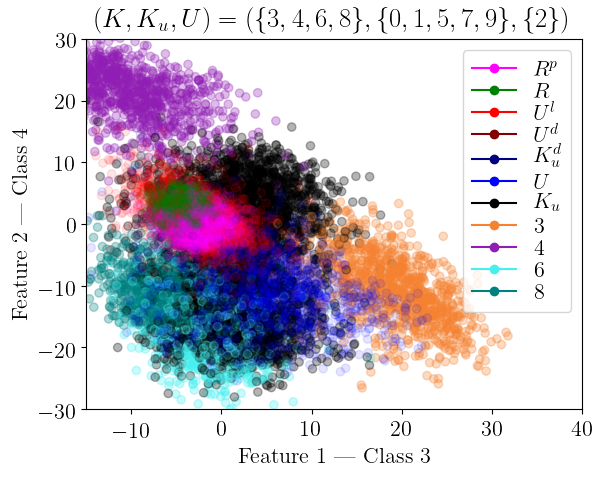 (K, K_u, U) = ({3, 4, 6, 8}, {0, 1, 5, 7, 9}, {2})
30
20
10
0
−10
−20
−30
Feature 2 — Class 4
R^p
R
U^l
U^d
K_u^d
U
K_u
3
4
6
8
−10
0
10
20
30
40
Feature 1 — Class 3